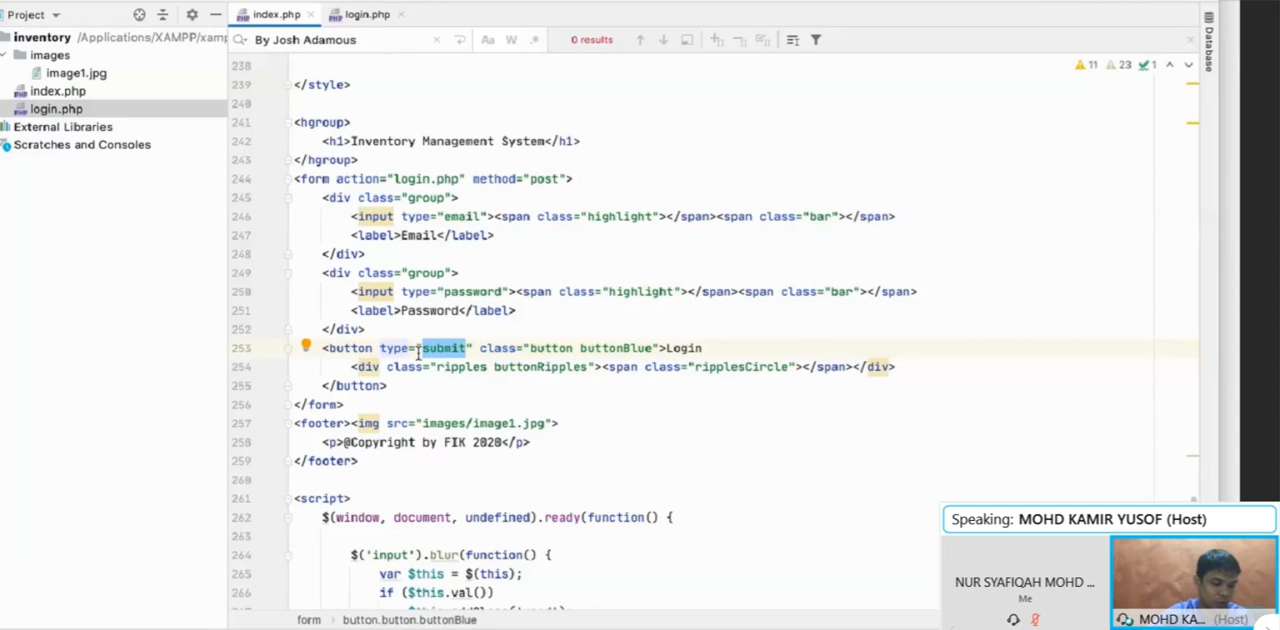 Project
index.php
login.php
inventory /Applications/XAMPP/xamp
images
image1.jpg
index.php
login.php
External Libraries
Scratches and Consoles
By Josh Adamous
Aa W .*
0 results
11 23 1
Database
238
239 </style>
240
241 <hgroup>
242 <h1>Inventory Management System</h1>
243 </hgroup>
244 <form action="login.php" method="post">
245 <div class="group">
246 <input type="email"><span class="highlight"></span><span class="bar"></span>
247 <label>Email</label>
248 </div>
249 <div class="group">
250 <input type="password"><span class="highlight"></span><span class="bar"></span>
251 <label>Password</label>
252 </div>
253 <button type="submit" class="button buttonBlue">Login
254 <div class="ripples buttonRipples"><span class="ripplesCircle"></span></div>
255 </button>
256 </form>
257 <footer><img src="images/image1.jpg">
258 <p>@Copyright by FIK 2020</p>
259 </footer>
260
261 <script>
262 $(window, document, undefined).ready(function() {
263
264 $('input').blur(function() {
265 var $this = $(this);
266 if ($this.val())
form button.button.buttonBlue
Speaking: MOHD KAMIR YUSOF (Host)
NUR SYAFIQAH MOHD ...
Me
MOHD KA... (Host)